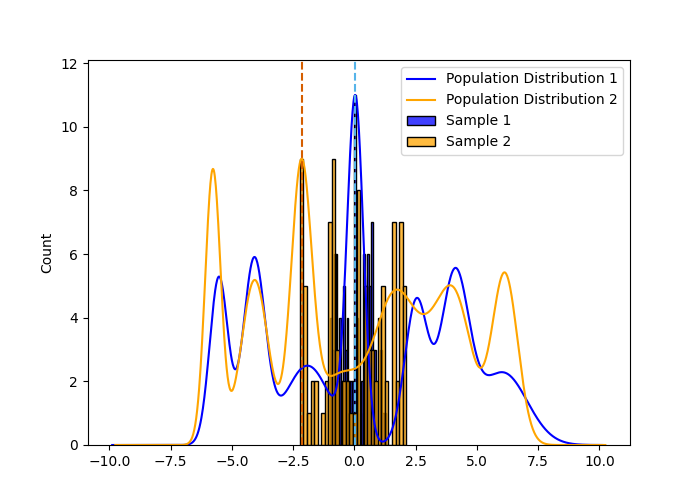 12
10
8
6
4
2
0
Count
Population Distribution 1
Population Distribution 2
Sample 1
Sample 2
−10.0 −7.5 −5.0 −2.5 0.0 2.5 5.0 7.5 10.0